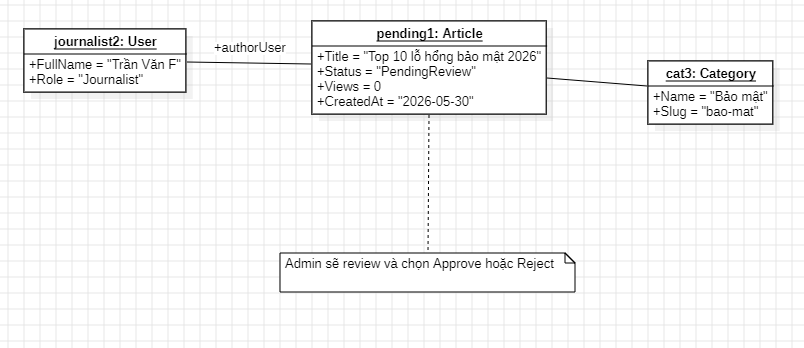 journalist2: User
+FullName = "Trần Văn F"
+Role = "Journalist"
+authorUser
pending1: Article
+Title = "Top 10 lỗ hổng bảo mật 2026"
+Status = "PendingReview"
+Views = 0
+CreatedAt = "2026-05-30"
cat3: Category
+Name = "Bảo mật"
+Slug = "bao-mat"
Admin sẽ review và chọn Approve hoặc Reject